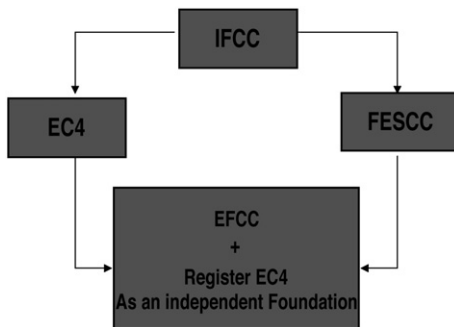 IFCC
EC4
FESCC
EFCC
+
Register EC4
As an independent Foundation